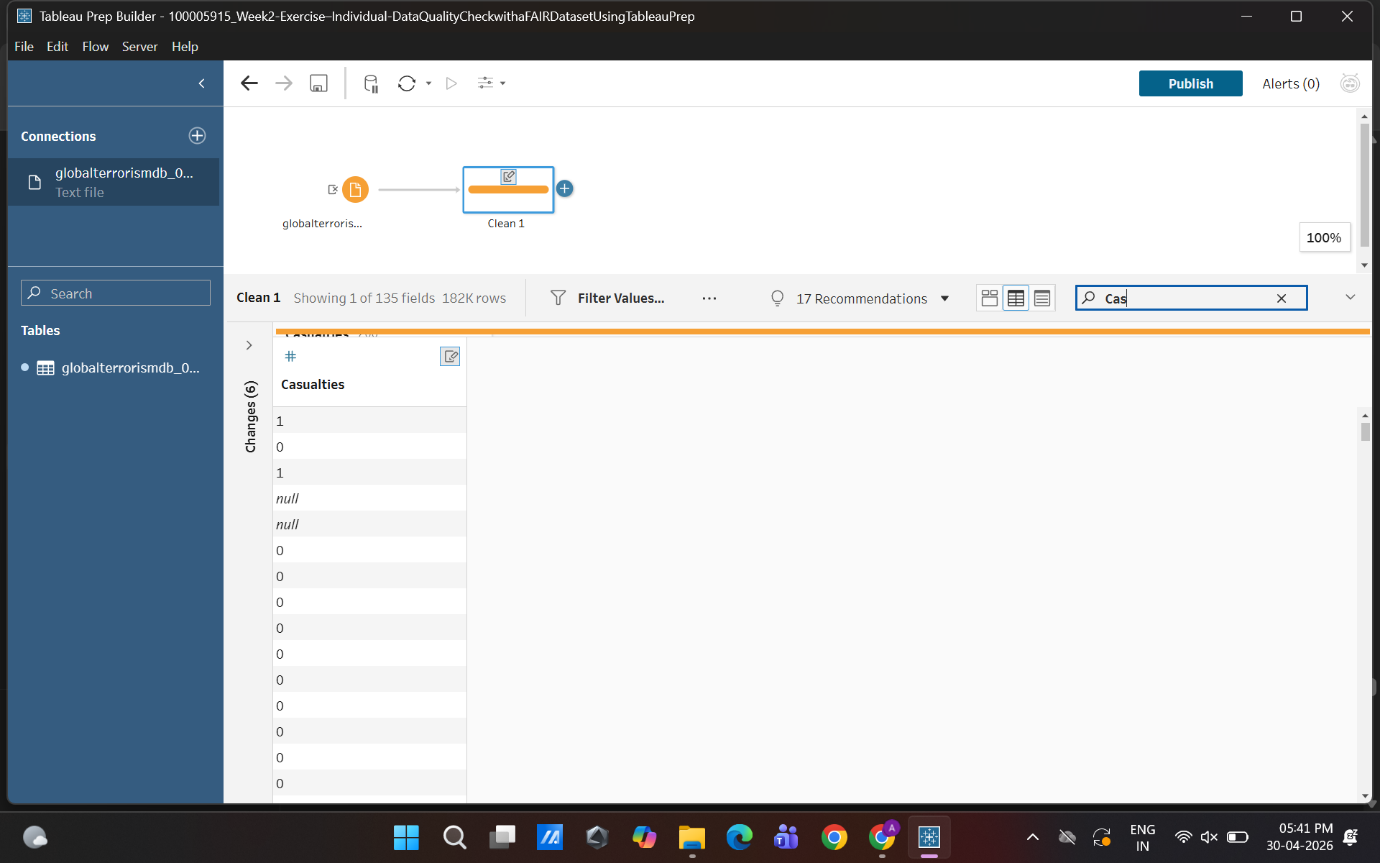 Tableau Prep Builder - 100005915_Week2-Exercise–Individual-DataQualityCheckwithaFAIRDatasetUsingTableauPrep
File Edit Flow Server Help
Publish
Alerts (0)
Connections
globalterrorismdb_0...
Text file
globalterroris...
Clean 1
100%
Search
Clean 1 Showing 1 of 135 fields 182K rows
Filter Values...
17 Recommendations
Cas
Tables
globalterrorismdb_0...
Changes (6)
Casualties
#
Casualties
1
0
1
null
null
0
0
0
0
0
0
0
0
0
0
ENG
IN
05:41 PM
30-04-2026